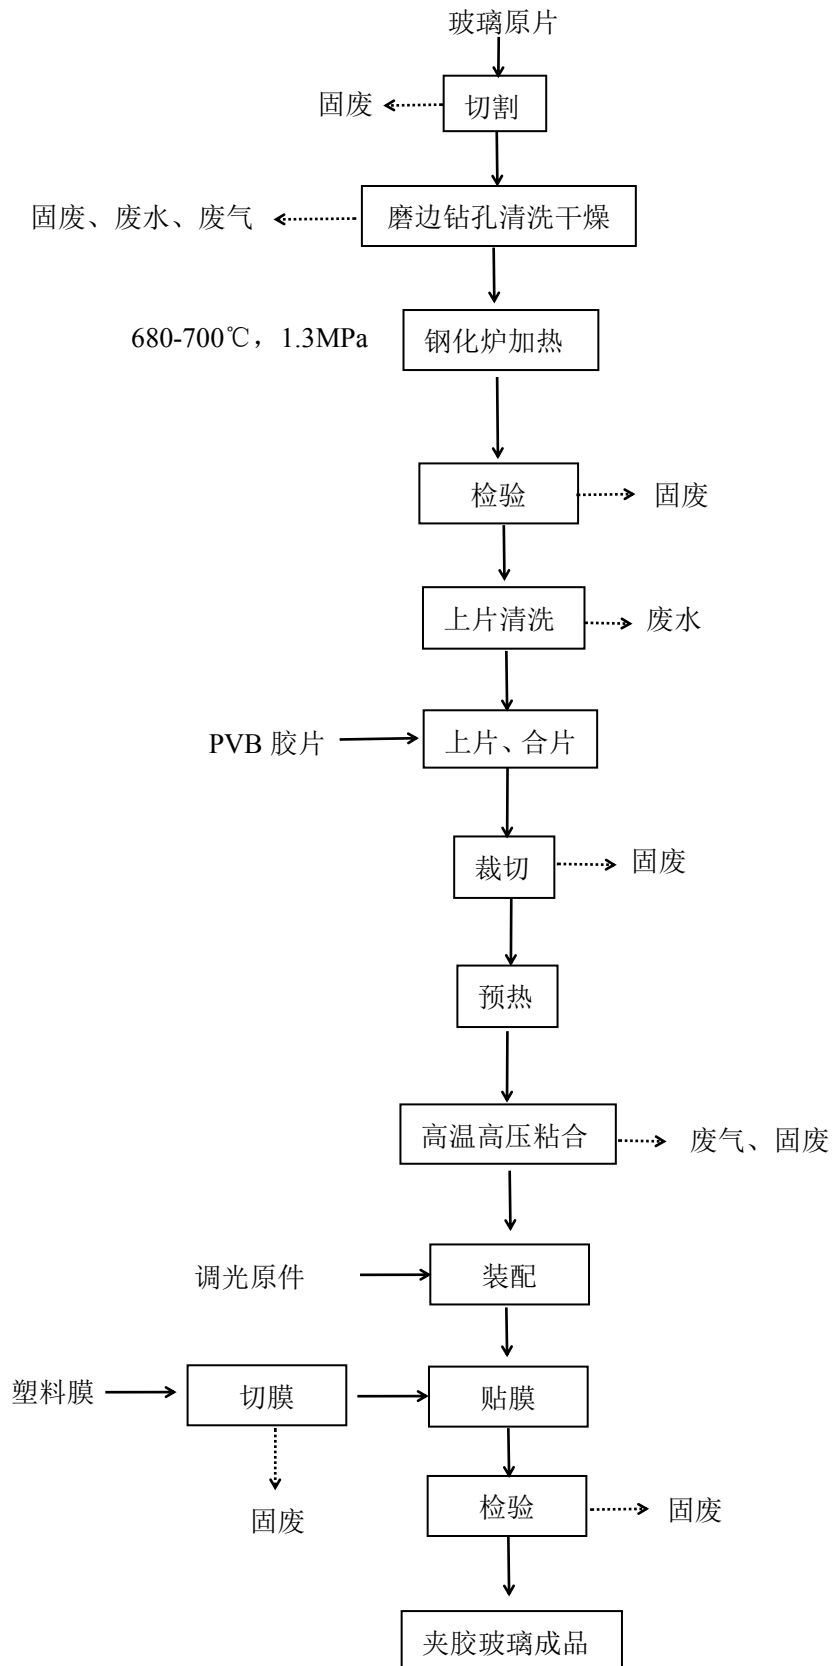 玻璃原片
固废
切割
固废、废水、废气
磨边钻孔清洗干燥
680-700℃，1.3MPa
钢化炉加热
检验
固废
上片清洗
废水
PVB 胶片
上片、合片
裁切
固废
预热
高温高压粘合
废气、固废
调光原件
装配
塑料膜
切膜
贴膜
固废
检验
固废
夹胶玻璃成品